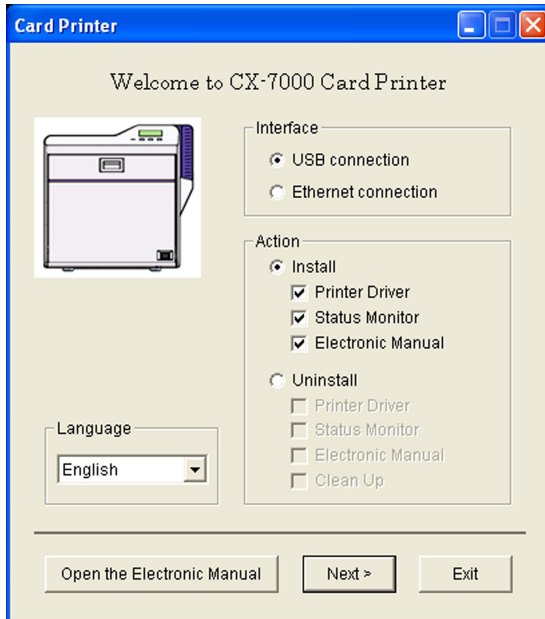 Card Printer
Welcome to CX-7000 Card Printer
Interface
USB connection
Ethernet connection
Action
Install
Printer Driver
Status Monitor
Electronic Manual
Uninstall
Printer Driver
Status Monitor
Electronic Manual
Clean Up
Language
English
Open the Electronic Manual
Next >
Exit